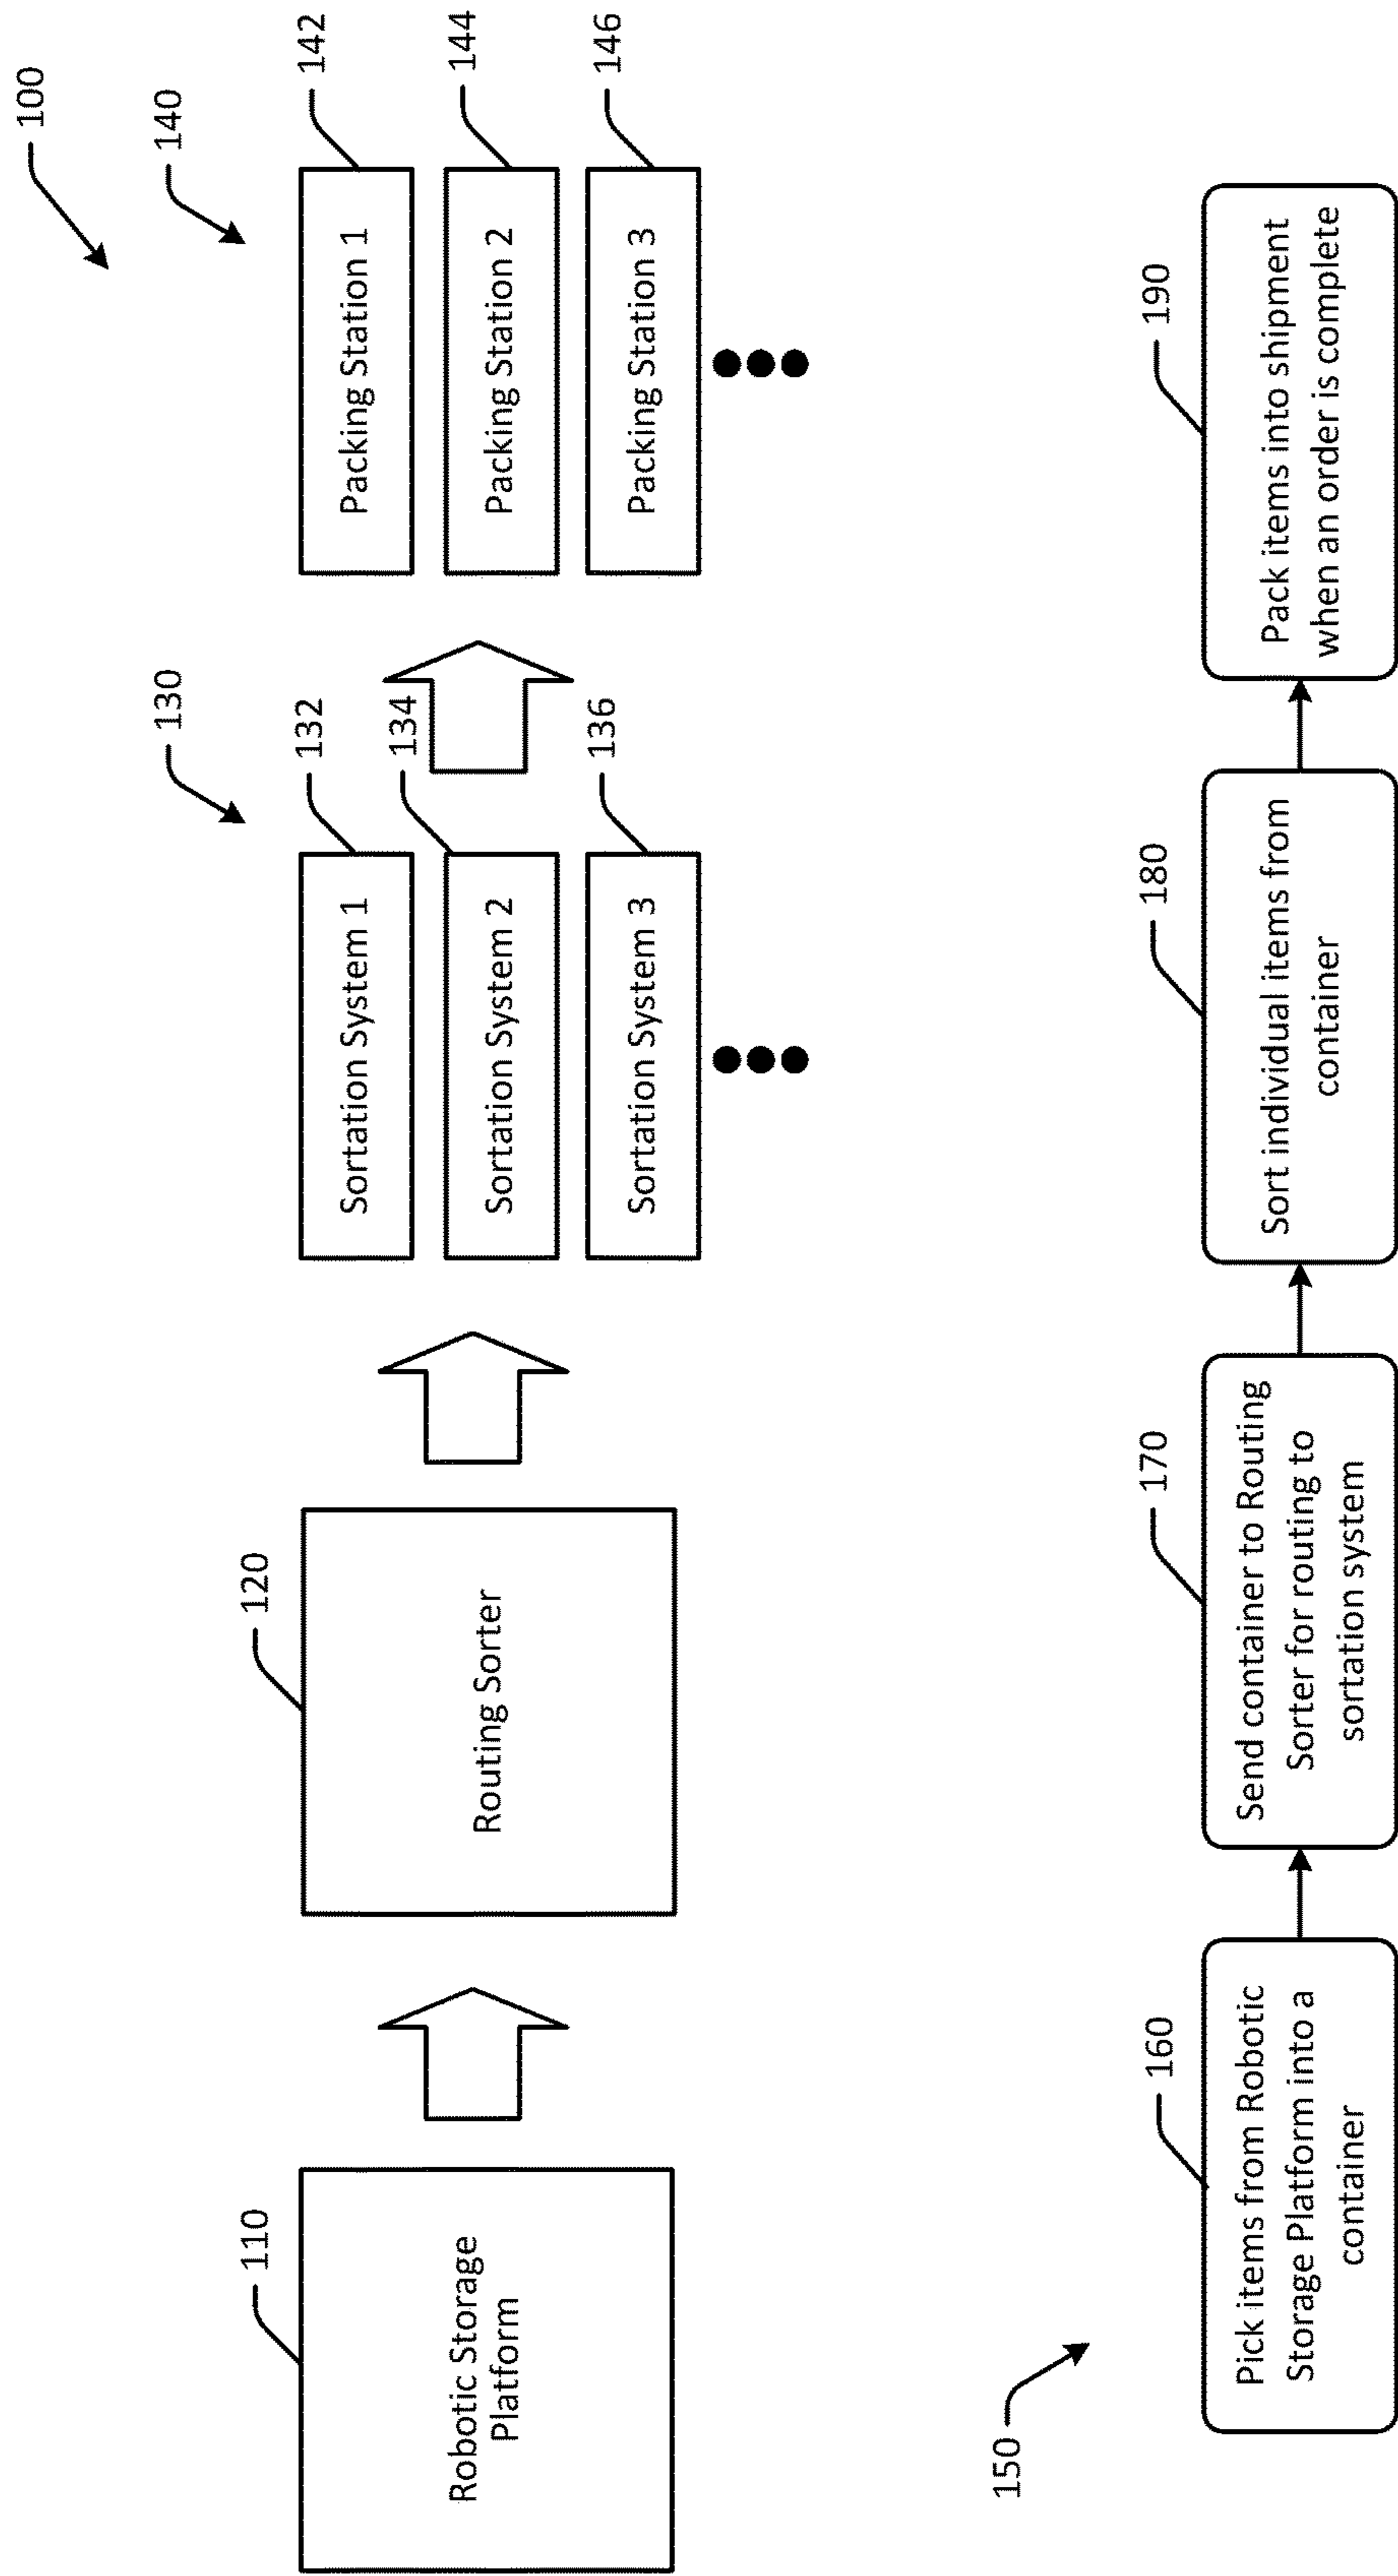 100
110
Robotic Storage
Platform
120
Routing Sorter
130
132
Sortation System 1
134
Sortation System 2
136
Sortation System 3
140
142
Packing Station 1
144
Packing Station 2
146
Packing Station 3
150
160
Pick items from Robotic
Storage Platform into a
container
170
Send container to Routing
Sorter for routing to
sortation system
180
Sort individual items from
container
190
Pack items into shipment
when an order is complete